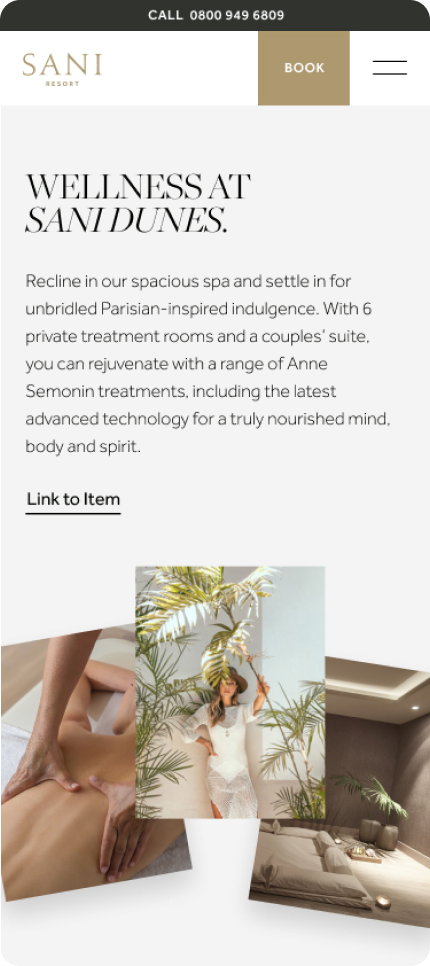 CALL 0800 949 6809
SANI
RESORT
BOOK
WELLNESS AT
SANI DUNES.
Recline in our spacious spa and settle in for
unbridled Parisian-inspired indulgence. With 6
private treatment rooms and a couples' suite,
you can rejuvenate with a range of Anne
Semonin treatments, including the latest
advanced technology for a truly nourished mind,
body and spirit.
Link to Item